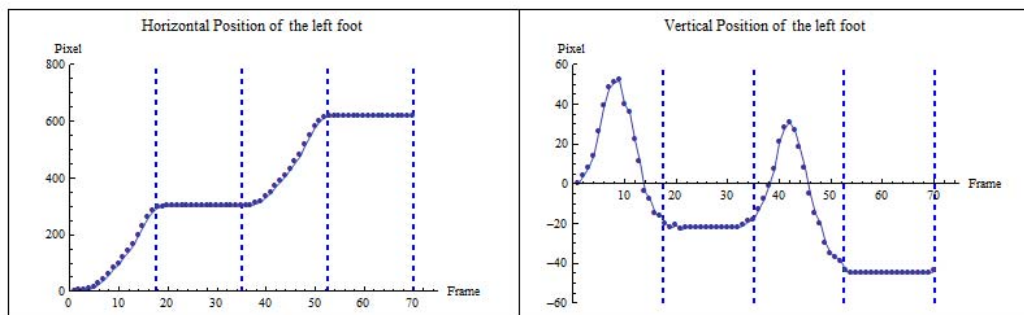 Horizontal Position of the left foot
Pixel
800
600
400
200
0
0 10 20 30 40 50 60 70
Frame
Vertical Position of the left foot
Pixel
60
40
20
0
-20
-40
-60
10 20 30 40 50 60 70
Frame